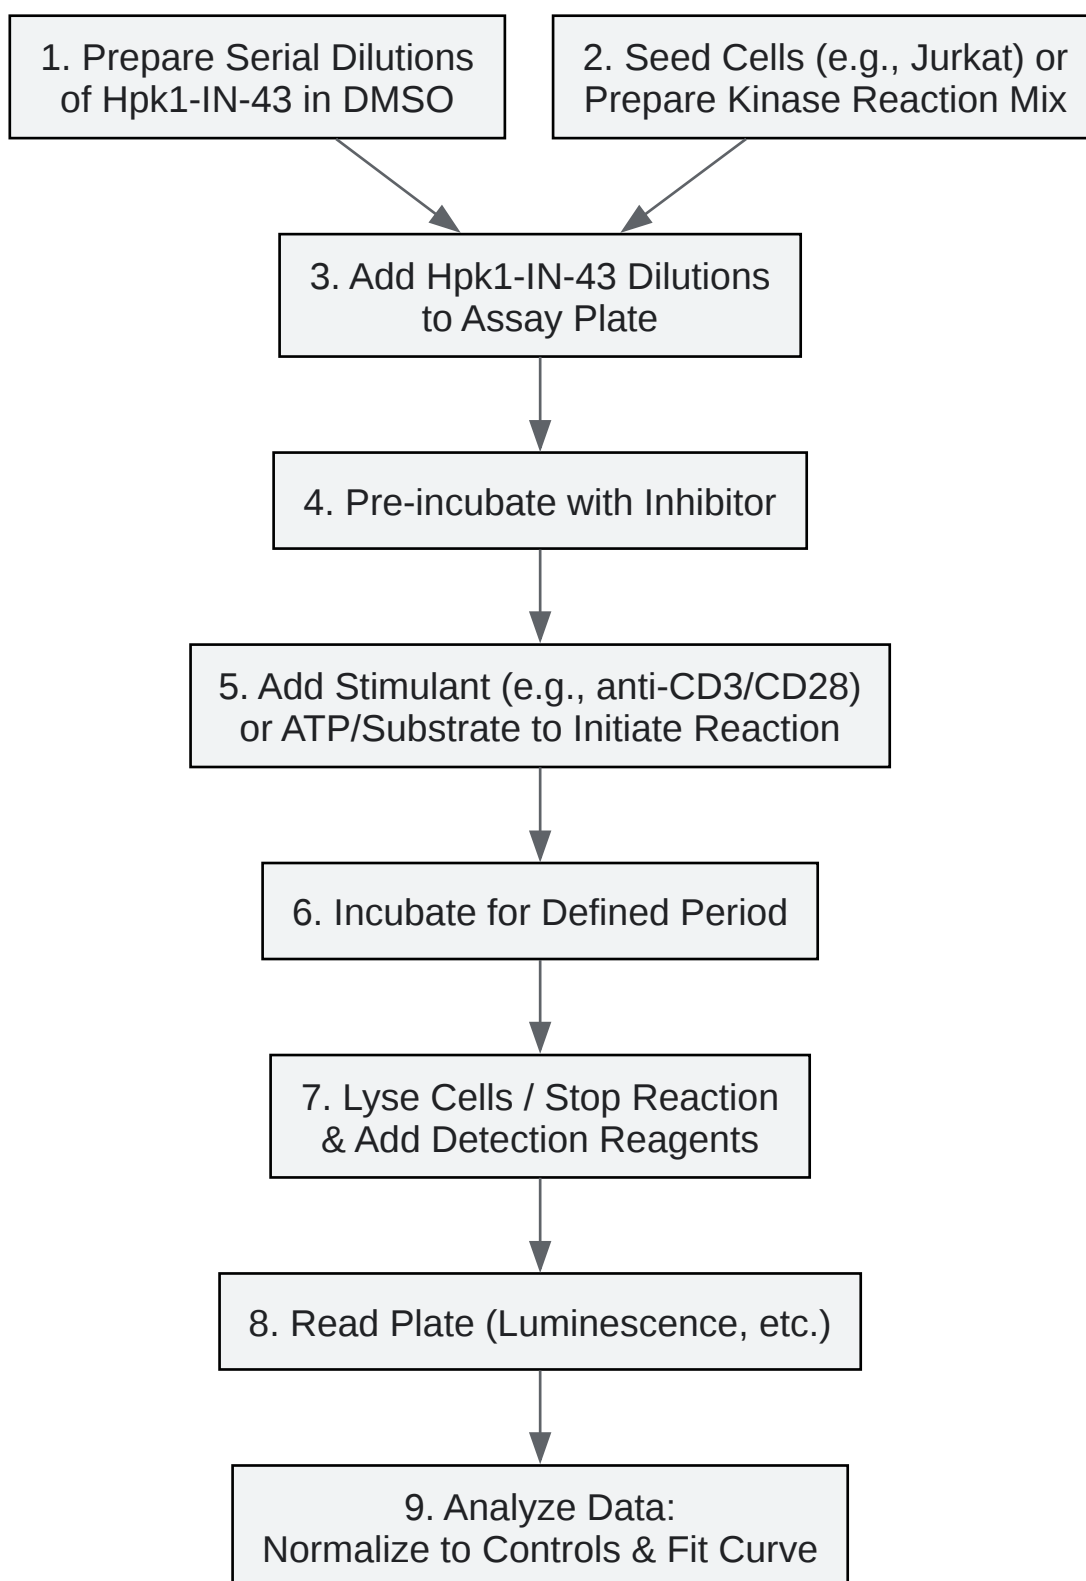 1. Prepare Serial Dilutions
of Hpk1-IN-43 in DMSO
2. Seed Cells (e.g., Jurkat) or
Prepare Kinase Reaction Mix
3. Add Hpk1-IN-43 Dilutions
to Assay Plate
4. Pre-incubate with Inhibitor
5. Add Stimulant (e.g., anti-CD3/CD28)
or ATP/Substrate to Initiate Reaction
6. Incubate for Defined Period
7. Lyse Cells / Stop Reaction
& Add Detection Reagents
8. Read Plate (Luminescence, etc.)
9. Analyze Data:
Normalize to Controls & Fit Curve